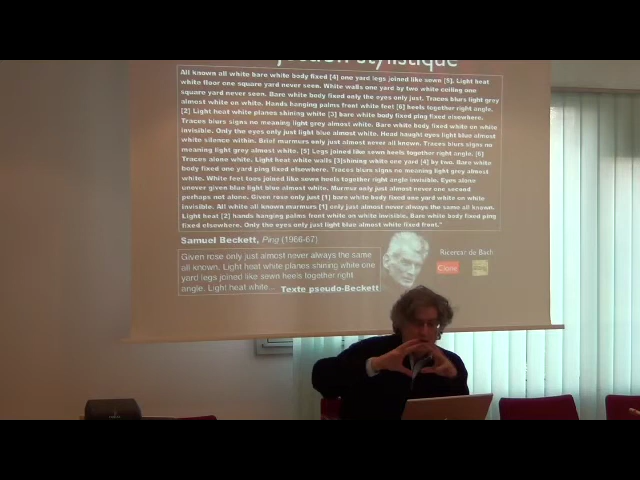 stylistique
All known all white bare white body fixed [4] one yard legs joined like sewn [5]. Light heat
white floor one square yard never seen. White walls one yard by two white ceiling one
square yard never seen. Bare white body fixed only the eyes only just. Traces blurs light grey
almost white on white. Hands hanging palms front white feet [6] heels together right angle.
[2] Light heat white planes shining white [3] bare white body fixed ping fixed elsewhere.
Traces blurs signs no meaning light grey almost white. Bare white body fixed white on white
invisible. Only the eyes only just light blue almost white. Head haught eyes light blue almost
white silence within. Brief murmurs only just almost never all known. Traces blurs signs no
meaning light grey almost white. [5] Legs joined like sewn heels together right angle. [6]
Traces alone white. Light heat white walls [3]shining white one yard [4] by two. Bare white
body fixed one yard ping fixed elsewhere. Traces blurs signs no meaning light grey almost
white. White feet toes joined like sewn heels together right angle invisible. Eyes alone
unover given blue light blue almost white. Murmur only just almost never one second
perhaps not alone. Given rose only just [1] bare white body fixed one yard white on white
invisible. All white all known murmurs [1] only just almost never always the same all known.
Light heat [2] hands hanging palms front white on white invisible. Bare white body fixed ping
fixed elsewhere. Only the eyes only just light blue almost white fixed front."
Samuel Beckett, Ping (1966-67)
Given rose only just almost never always the same
all known. Light heat white planes shining white one
yard legs joined like sewn heels together right
angle. Light heat white...
Texte pseudo-Beckett
Ricercar de Bach
Clone